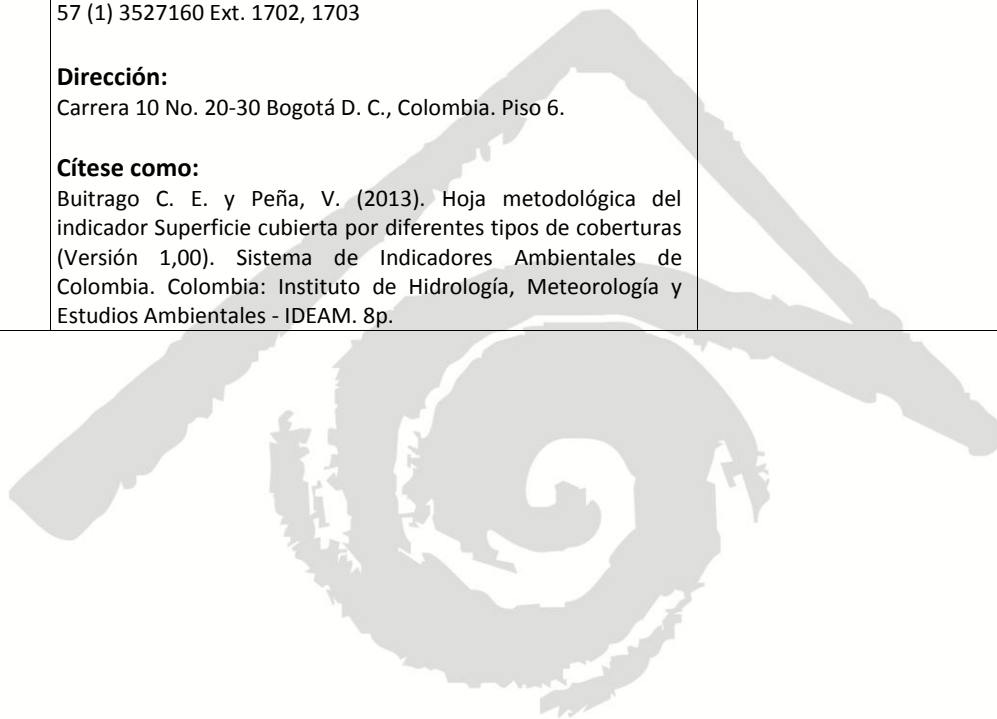 57 (1) 3527160 Ext. 1702, 1703
Dirección:
Carrera 10 No. 20-30 Bogotá D. C., Colombia. Piso 6.
Cítese como:
Buitrago C. E. y Peña, V. (2013). Hoja metodológica del
indicador Superficie cubierta por diferentes tipos de coberturas
(Versión 1,00). Sistema de Indicadores Ambientales de
Colombia. Colombia: Instituto de Hidrología, Meteorología y
Estudios Ambientales - IDEAM. 8p.